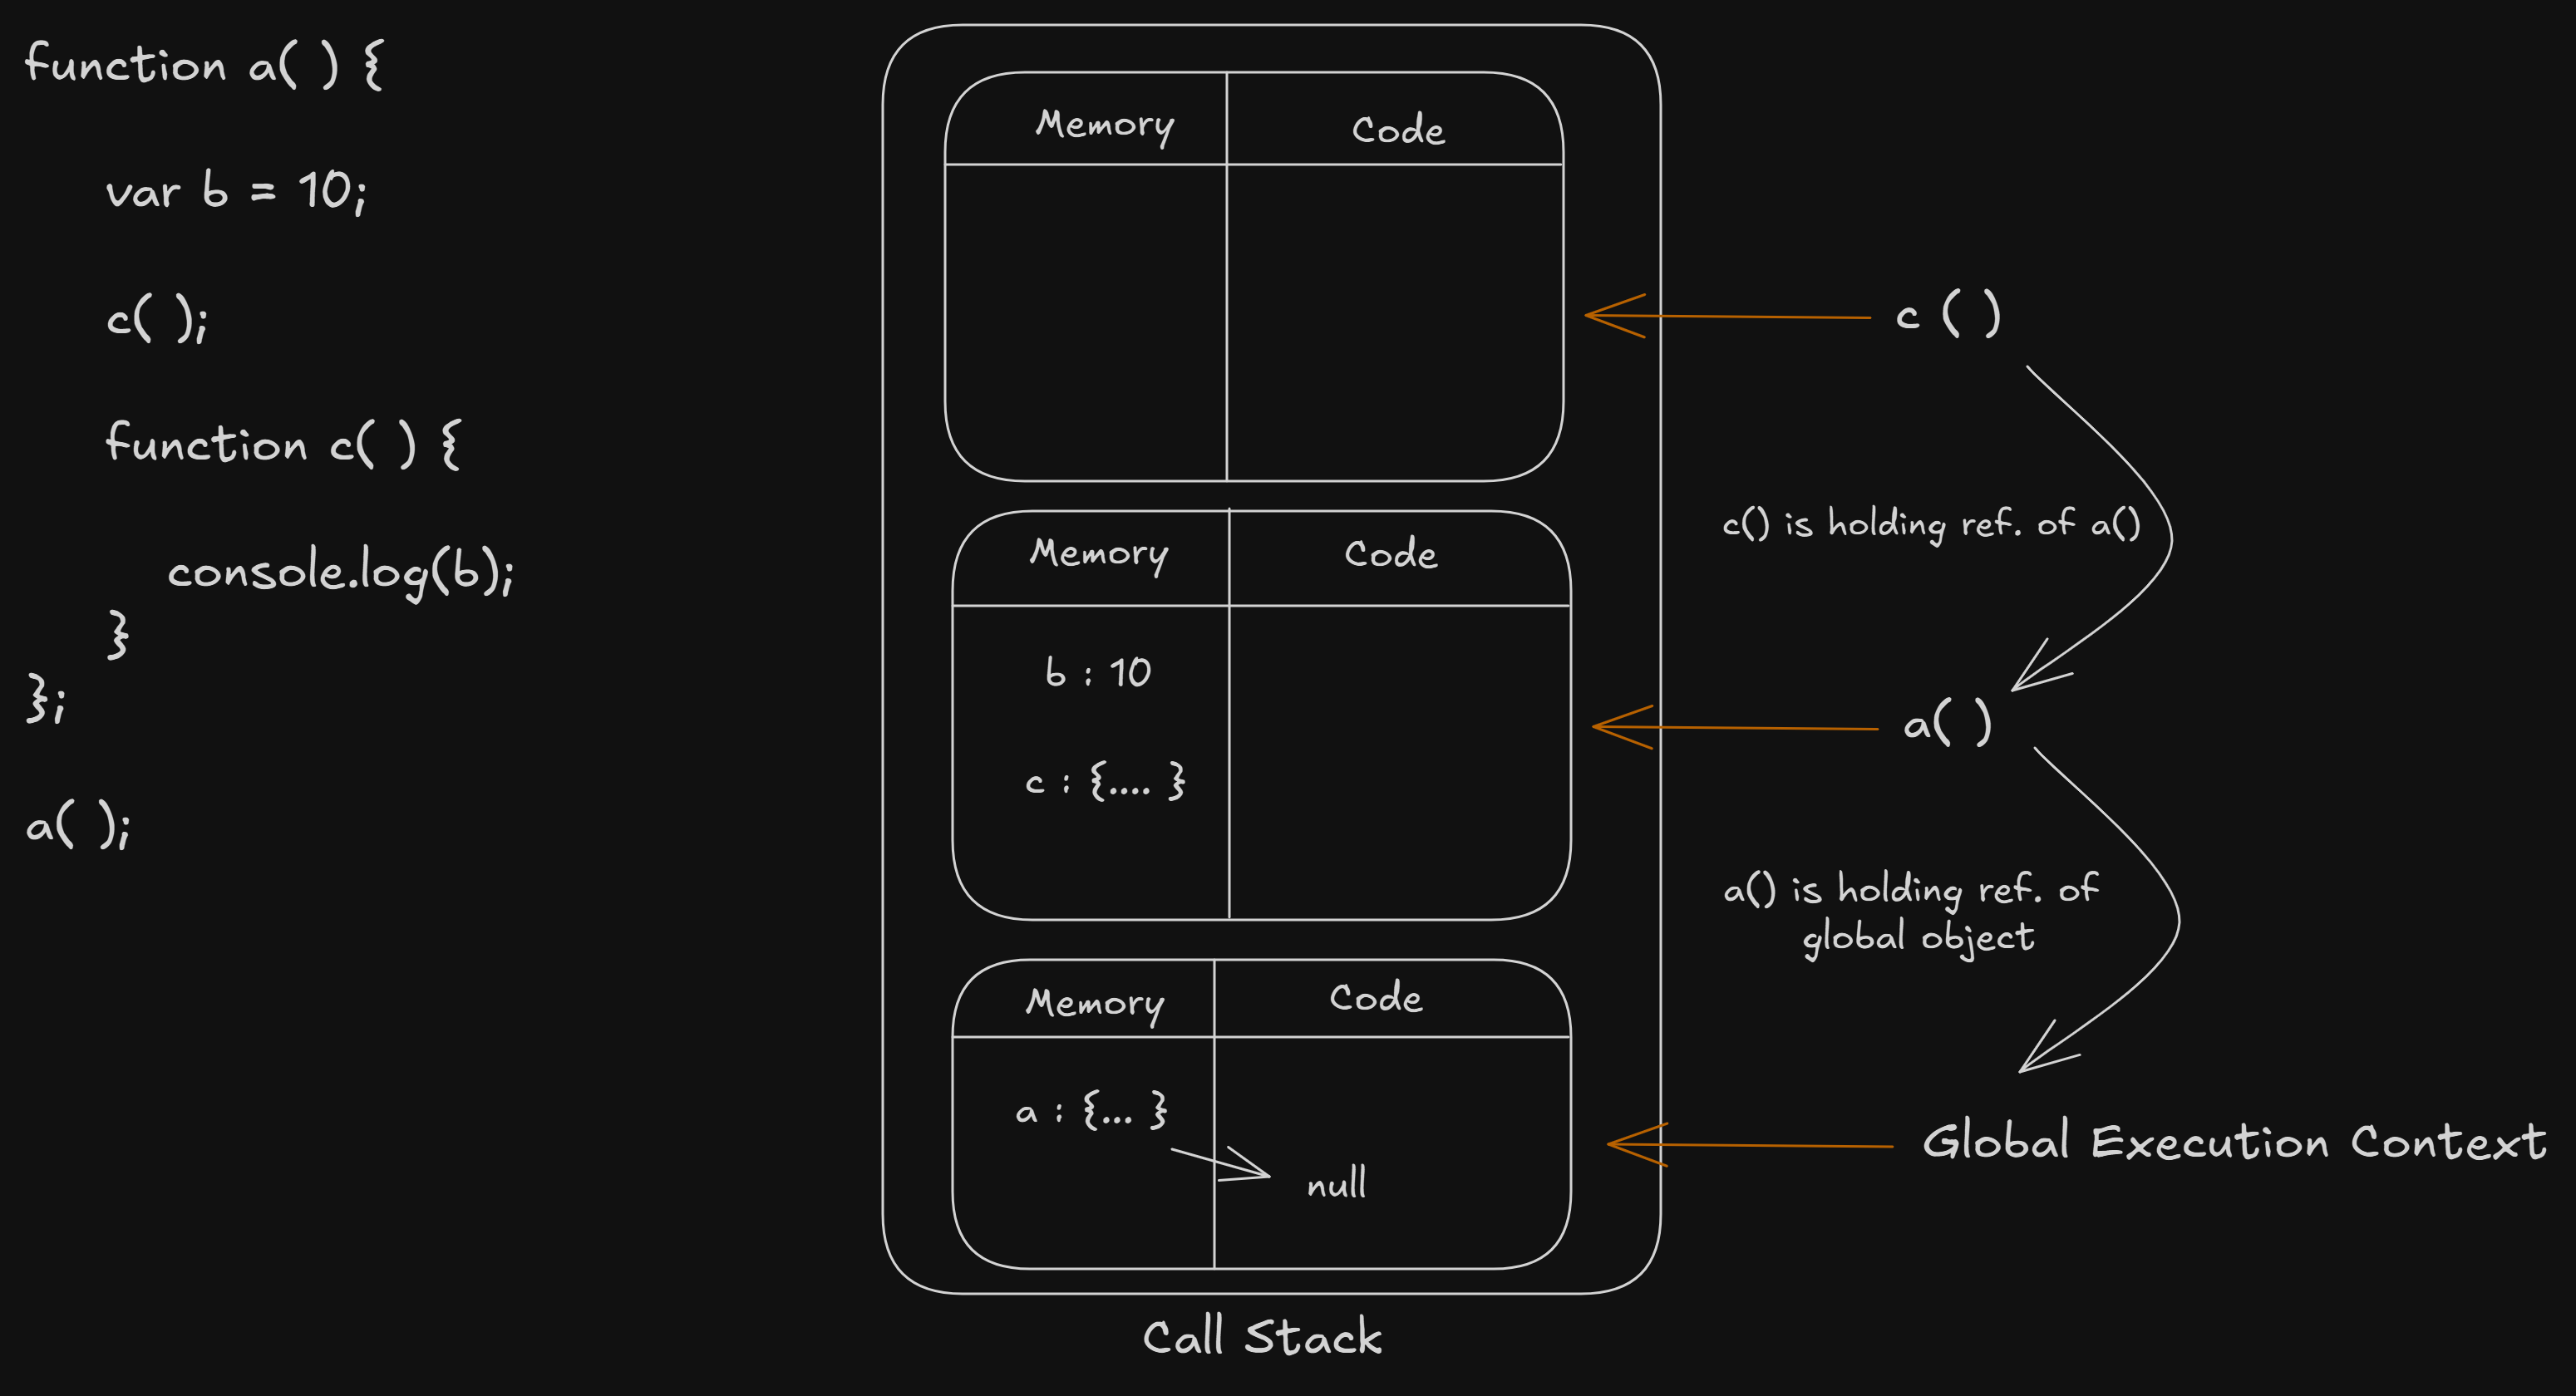 function a( ) {
var b = 10;
c( );
function c( ) {
console.log(b);
}
};
a( );
Memory
Code
c ( )
c() is holding ref. of a()
Memory
Code
b : 10
c : {.... }
a( )
a() is holding ref. of
global object
Memory
Code
a : {... }
null
Global Execution Context
Call Stack